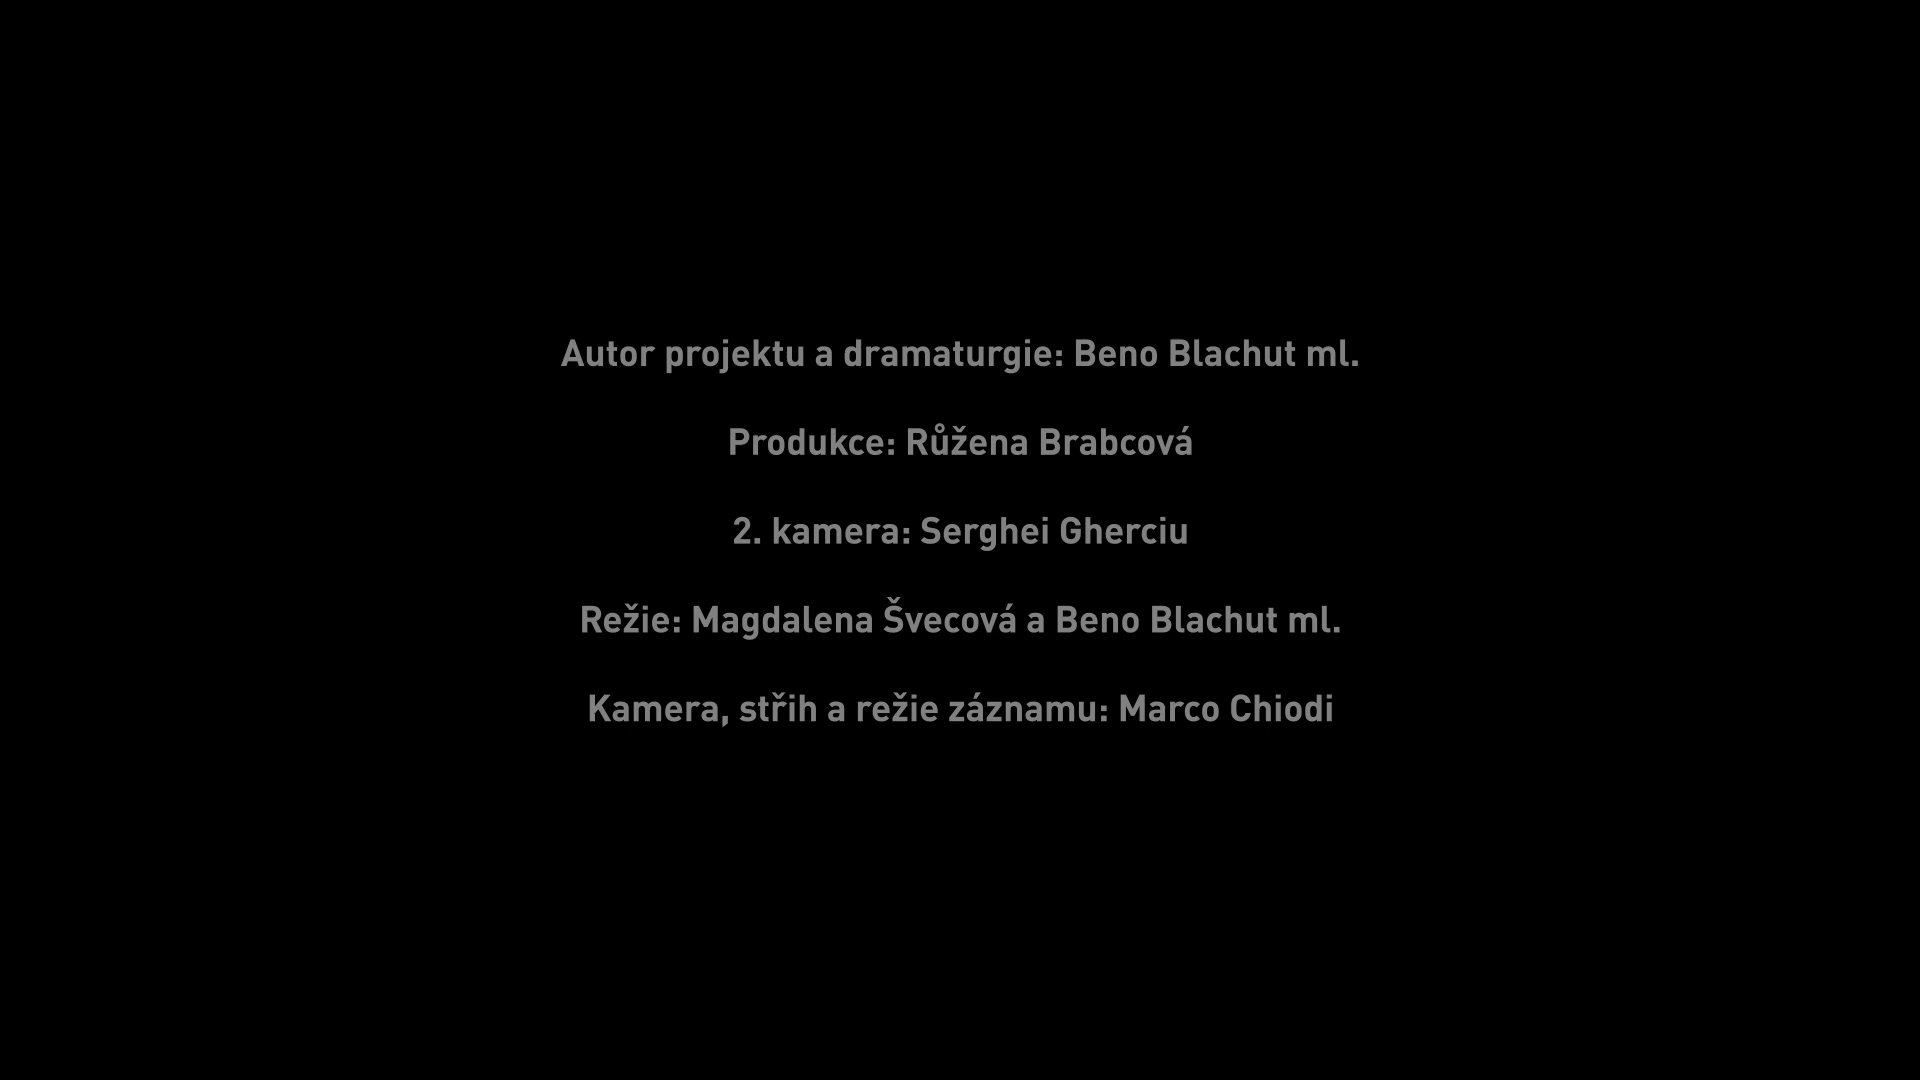 Autor projektu a dramaturgie: Beno Blachut ml.
Produkce: Růžena Brabcová
2. kamera: Serghei Gherciu
Režie: Magdalena Švecová a Beno Blachut ml.
Kamera, střih a režie záznamu: Marco Chiodi